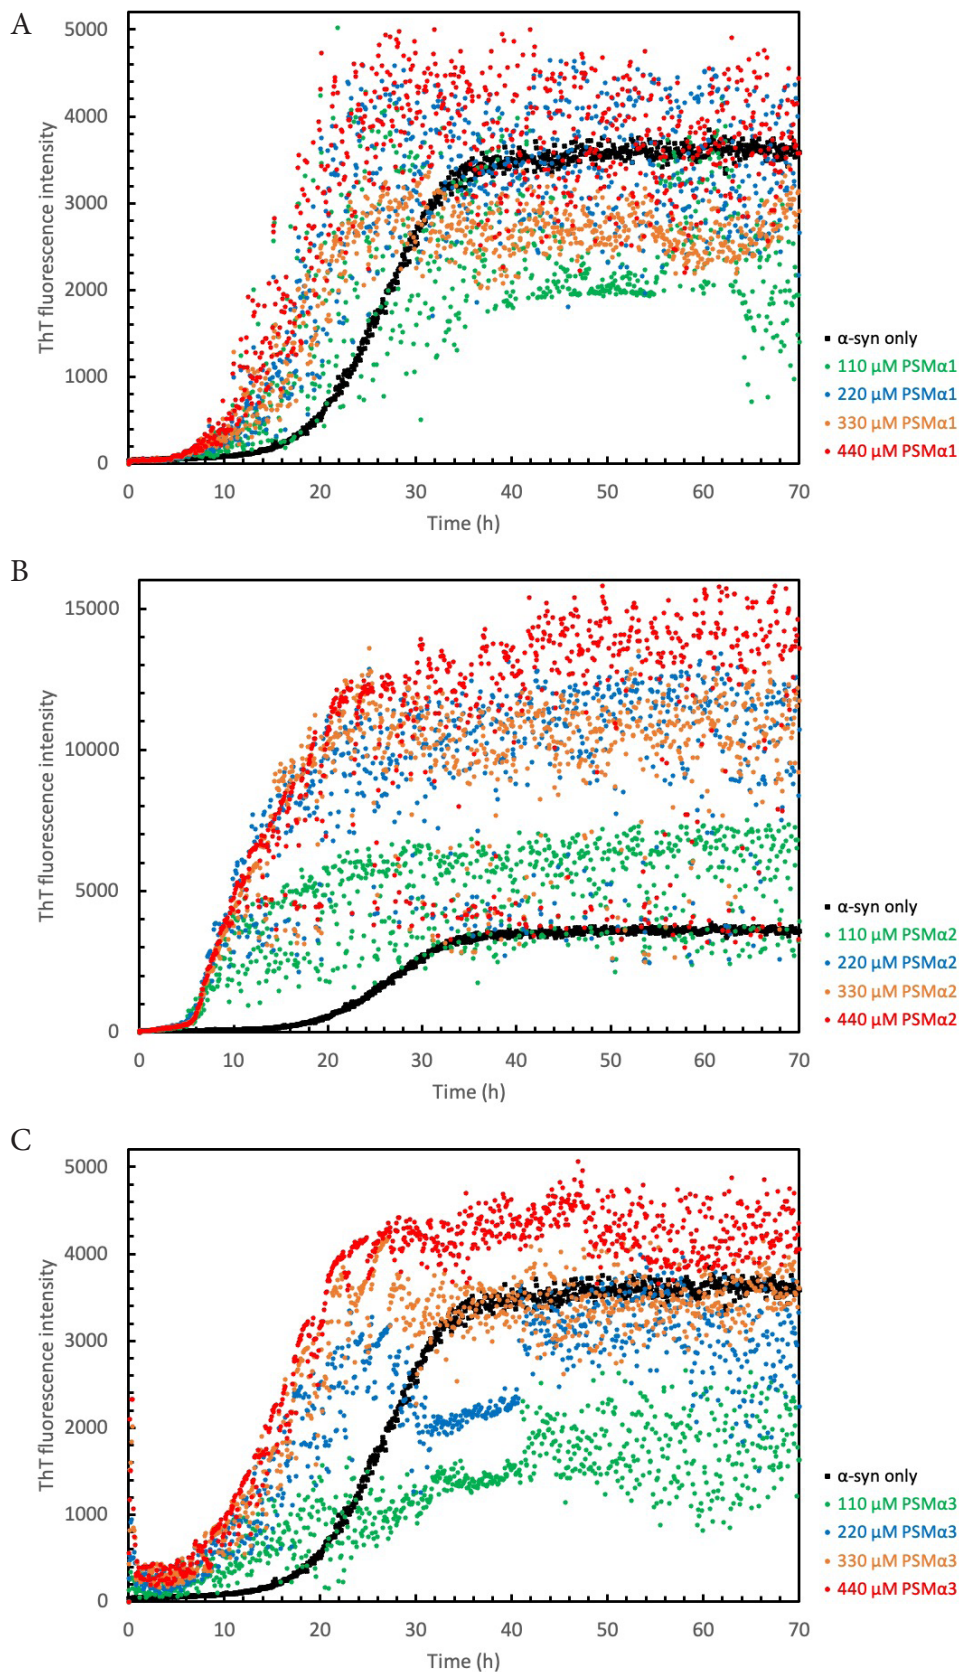 A
ThT fluorescence intensity
5000
4000
3000
2000
1000
0
0 10 20 30 40 50 60 70
Time (h)
α-syn only
110 µM PSMα1
220 µM PSMα1
330 µM PSMα1
440 µM PSMα1
B
ThT fluorescence intensity
15000
10000
5000
0
0 10 20 30 40 50 60 70
Time (h)
α-syn only
110 µM PSMα2
220 µM PSMα2
330 µM PSMα2
440 µM PSMα2
C
ThT fluorescence intensity
5000
4000
3000
2000
1000
0
0 10 20 30 40 50 60 70
Time (h)
α-syn only
110 µM PSMα3
220 µM PSMα3
330 µM PSMα3
440 µM PSMα3